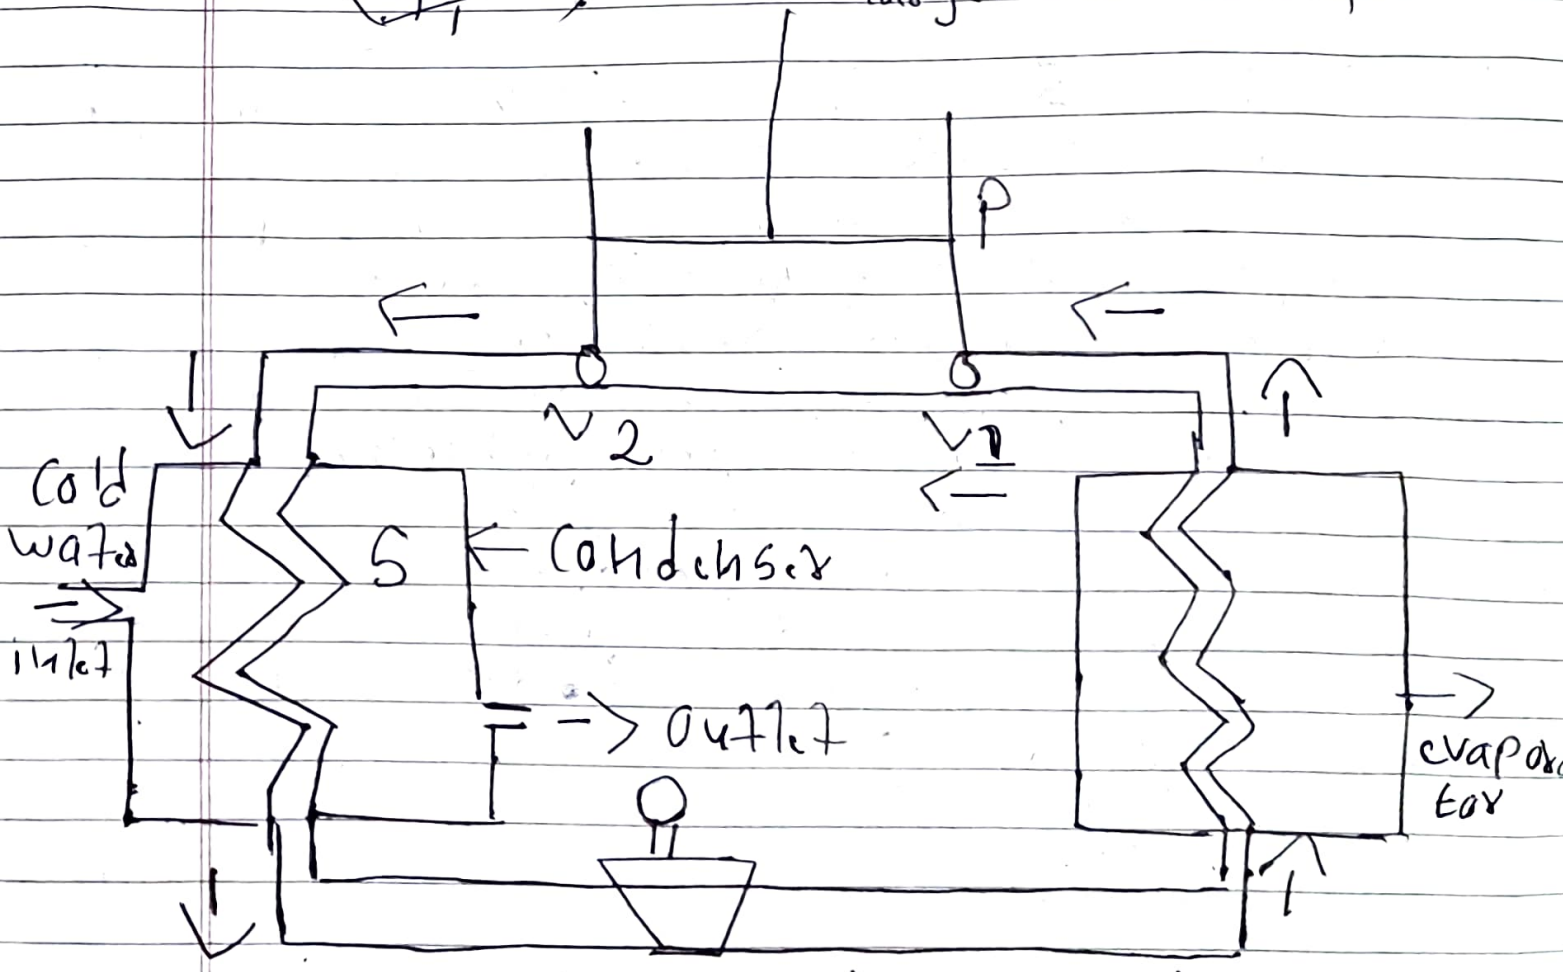 P
V2
V1
Cold
water
inlet
S
Condenser
outlet
evapora
tor